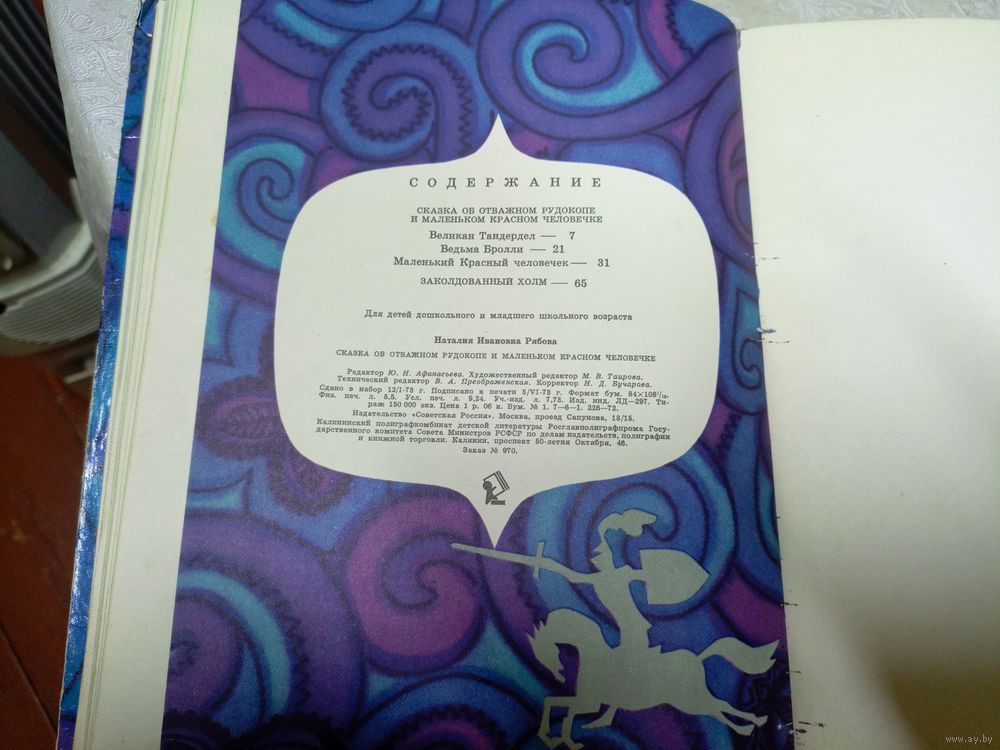 СОДЕРЖАНИЕ
СКАЗКА ОБ ОТВАЖНОМ РУДОКОПЕ
И МАЛЕНЬКОМ КРАСНОМ ЧЕЛОВЕЧКЕ
Великан Тандердел — 7
Ведьма Бролли — 21
Маленький Красный человечек — 31
ЗАКОЛДОВАННЫЙ ХОЛМ — 65
Для детей дошкольного и младшего школьного возраста
Наталия Ивановна Рябова
СКАЗКА ОБ ОТВАЖНОМ РУДОКОПЕ И МАЛЕНЬКОМ КРАСНОМ ЧЕЛОВЕЧКЕ
Редактор Ю. Н. Афанасьева. Художественный редактор М. В. Таирова.
Технический редактор В. А. Преображенская. Корректор Н. Д. Бучарова.
Сдано в набор 12/I-73 г. Подписано к печати 5/VI-73 г. Формат бум. 84×108¹/₁₆.
Физ. печ. л. 5,5. Усл. печ. л. 9,24. Уч.-изд. л. 7,73. Изд. инд. ЛД—297. Ти-
раж 150 000 экз. Цена 1 р. 06 к. Бум. № 1. 7—6—1. 226—72.
Издательство «Советская Россия». Москва, проезд Сапунова, 13/15.
Калининский полиграфкомбинат детской литературы Росглавполиграфпрома Госу-
дарственного комитета Совета Министров РСФСР по делам издательств, полиграфии
и книжной торговли. Калинин, проспект 50-летия Октября, 46.
Заказ № 970.
www.ay.by